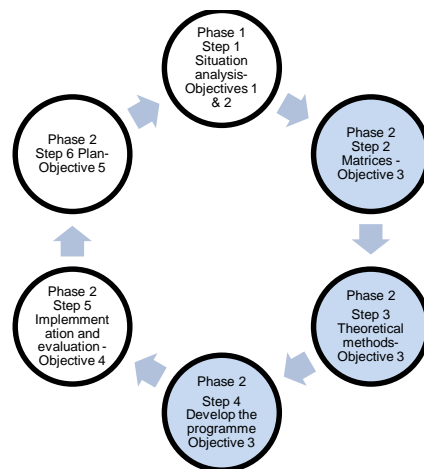 Phase 1
Step 1
Situation
analysis-
Objectives 1
& 2
Phase 2
Step 2
Matrices -
Objective 3
Phase 2
Step 3
Theoretical
methods-
Objective 3
Phase 2
Step 4
Develop the
programme
Objective 3
Phase 2
Step 5
Implemment
ation and
evaluation -
Objective 4
Phase 2
Step 6 Plan-
Objective 5